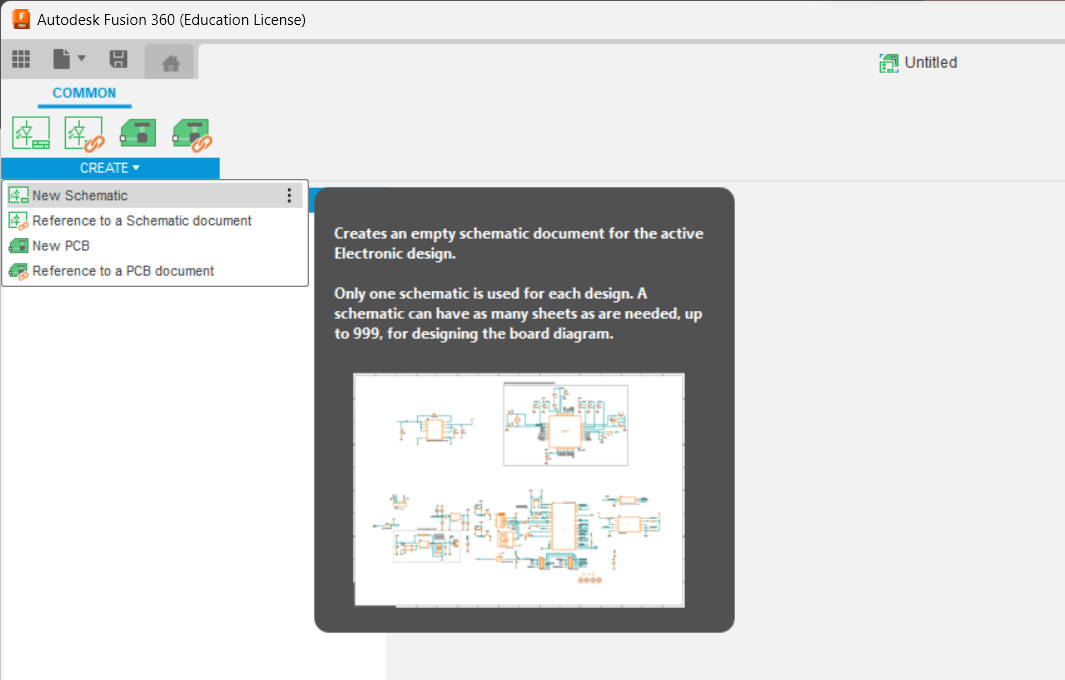 Autodesk Fusion 360 (Education License)
Untitled
COMMON
CREATE
New Schematic
Reference to a Schematic document
New PCB
Reference to a PCB document
Creates an empty schematic document for the active
Electronic design.
Only one schematic is used for each design. A
schematic can have as many sheets as are needed, up
to 999, for designing the board diagram.